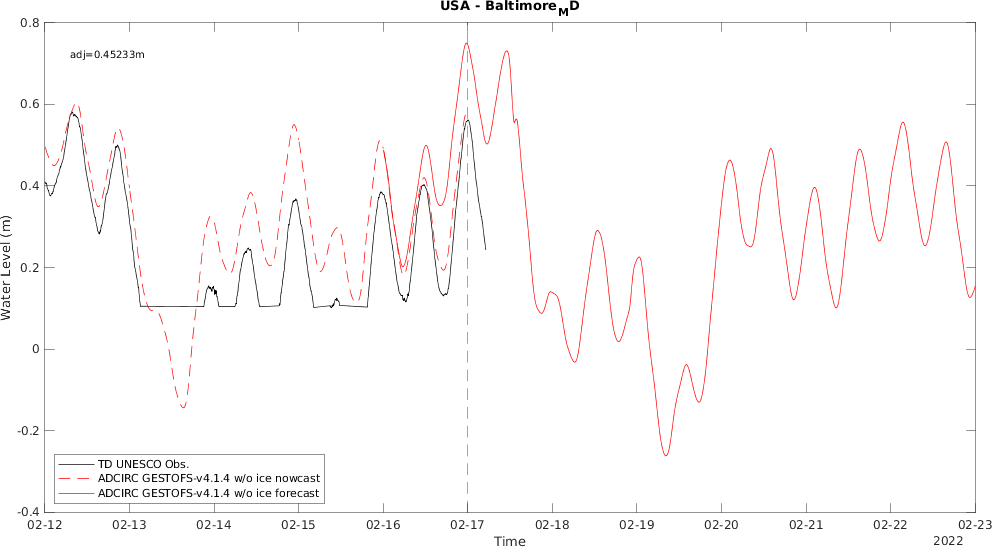 USA - Baltimore_MD
adj=0.45233m
0.8
0.6
0.4
0.2
0
-0.2
-0.4
Water Level (m)
TD UNESCO Obs.
ADCIRC GESTOFS-v4.1.4 w/o ice nowcast
ADCIRC GESTOFS-v4.1.4 w/o ice forecast
02-12 02-13 02-14 02-15 02-16 02-17 02-18 02-19 02-20 02-21 02-22 02-23
Time
2022